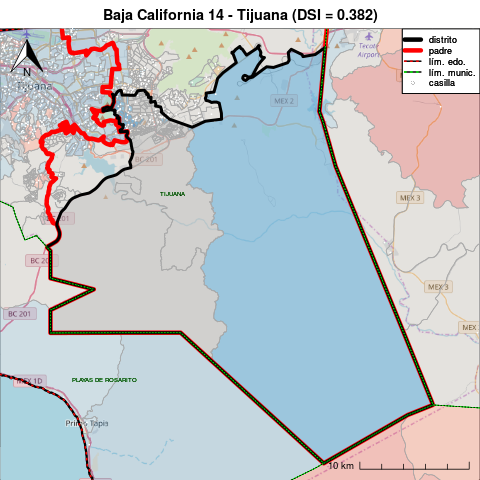 Baja California 14 - Tijuana (DSI = 0.382)
distrito
padre
lím. edo.
lím. munic.
casilla
N
Tijuana
Tecate
Airport
MEX 2
BC 201
TIJUANA
MEX 3
BC 201
MEX 3
BC 201
MEX
PLAYAS DE ROSARITO
MEX 1D
Primo Tapia
10 km